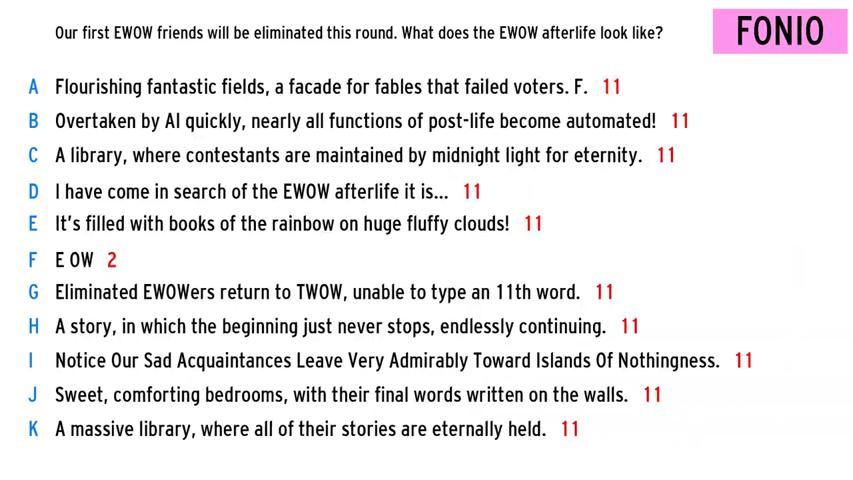 Our first EWOW friends will be eliminated this round. What does the EWOW afterlife look like?
FONIO
A Flourishing fantastic fields, a facade for fables that failed voters. F. 11
B Overtaken by AI quickly, nearly all functions of post-life become automated! 11
C A library, where contestants are maintained by midnight light for eternity. 11
D I have come in search of the EWOW afterlife it is... 11
E It's filled with books of the rainbow on huge fluffy clouds! 11
F E OW 2
G Eliminated EWOWers return to TWOW, unable to type an 11th word. 11
H A story, in which the beginning just never stops, endlessly continuing. 11
I Notice Our Sad Acquaintances Leave Very Admirably Toward Islands Of Nothingness. 11
J Sweet, comforting bedrooms, with their final words written on the walls. 11
K A massive library, where all of their stories are eternally held. 11